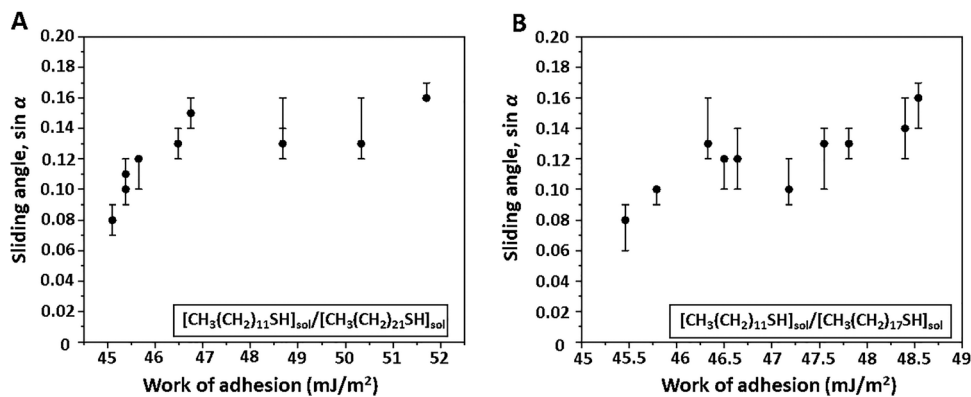 A
B
Sliding angle, sin α
0.20
0.18
0.16
0.14
0.12
0.10
0.08
0.06
0.04
0.02
0
[CH3(CH2)11SH]sol/[CH3(CH2)21SH]sol
45 46 47 48 49 50 51 52
Work of adhesion (mJ/m²)
Sliding angle, sin α
0.20
0.18
0.16
0.14
0.12
0.10
0.08
0.06
0.04
0.02
0
[CH3(CH2)11SH]sol/[CH3(CH2)17SH]sol
45 45.5 46 46.5 47 47.5 48 48.5 49
Work of adhesion (mJ/m²)